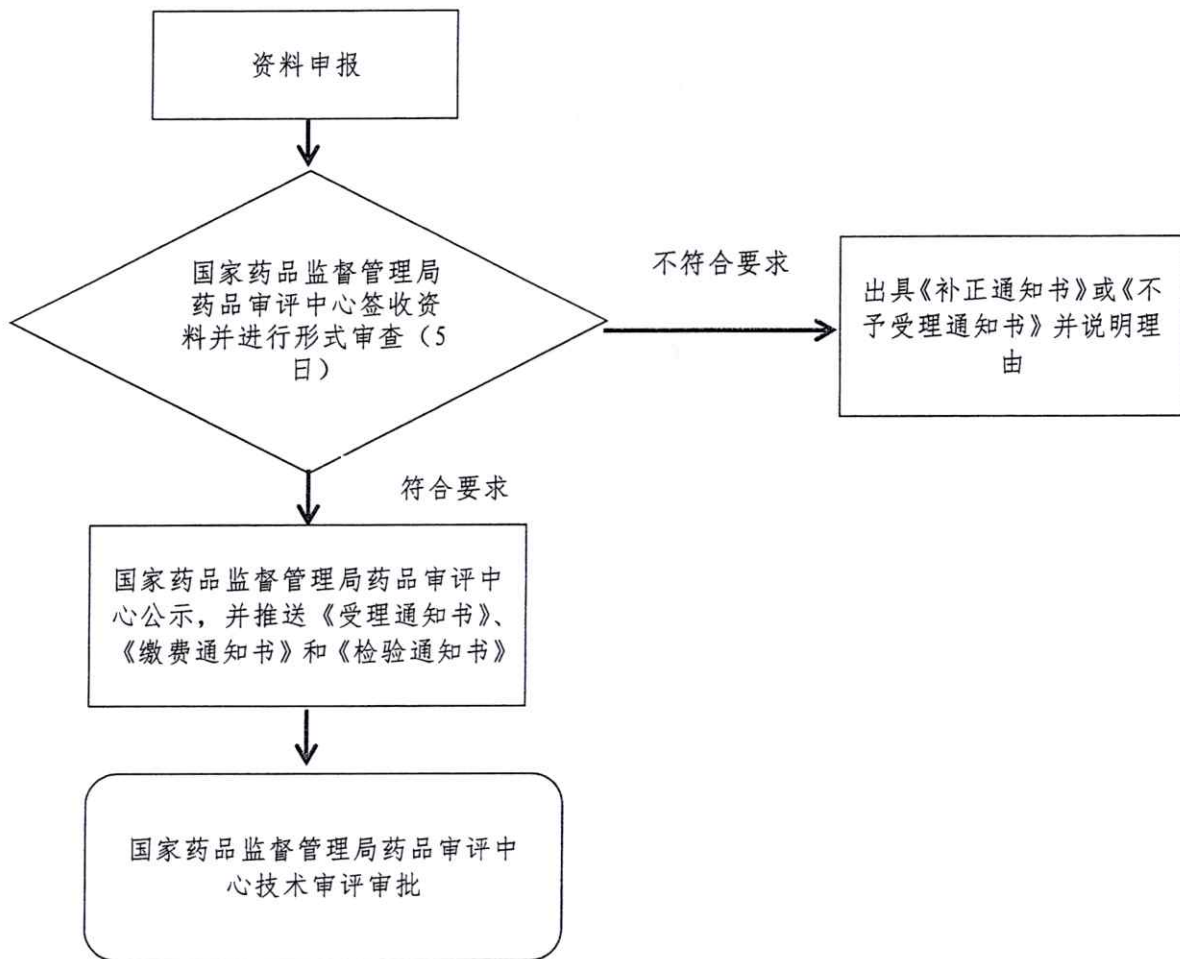 资料申报
国家药品监督管理局
药品审评中心签收资
料并进行形式审查（5
日）
不符合要求
出具《补正通知书》或《不
予受理通知书》并说明理
由
符合要求
国家药品监督管理局药品审评中
心公示，并推送《受理通知书》、
《缴费通知书》和《检验通知书》
国家药品监督管理局药品审评中
心技术审评审批